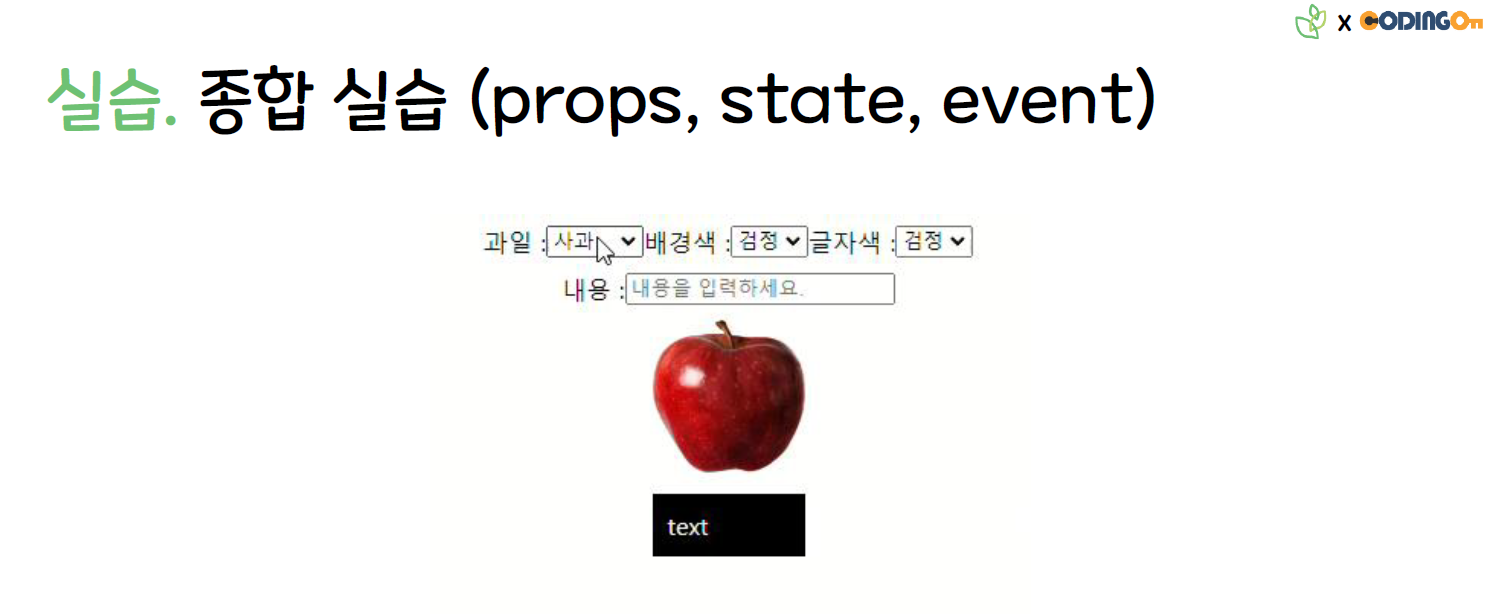 X CODINGOn
실습. 종합 실습 (props, state, event)
과일 : 사과 배경색 : 검정 글자색 : 검정
내용 : 내용을 입력하세요.
text